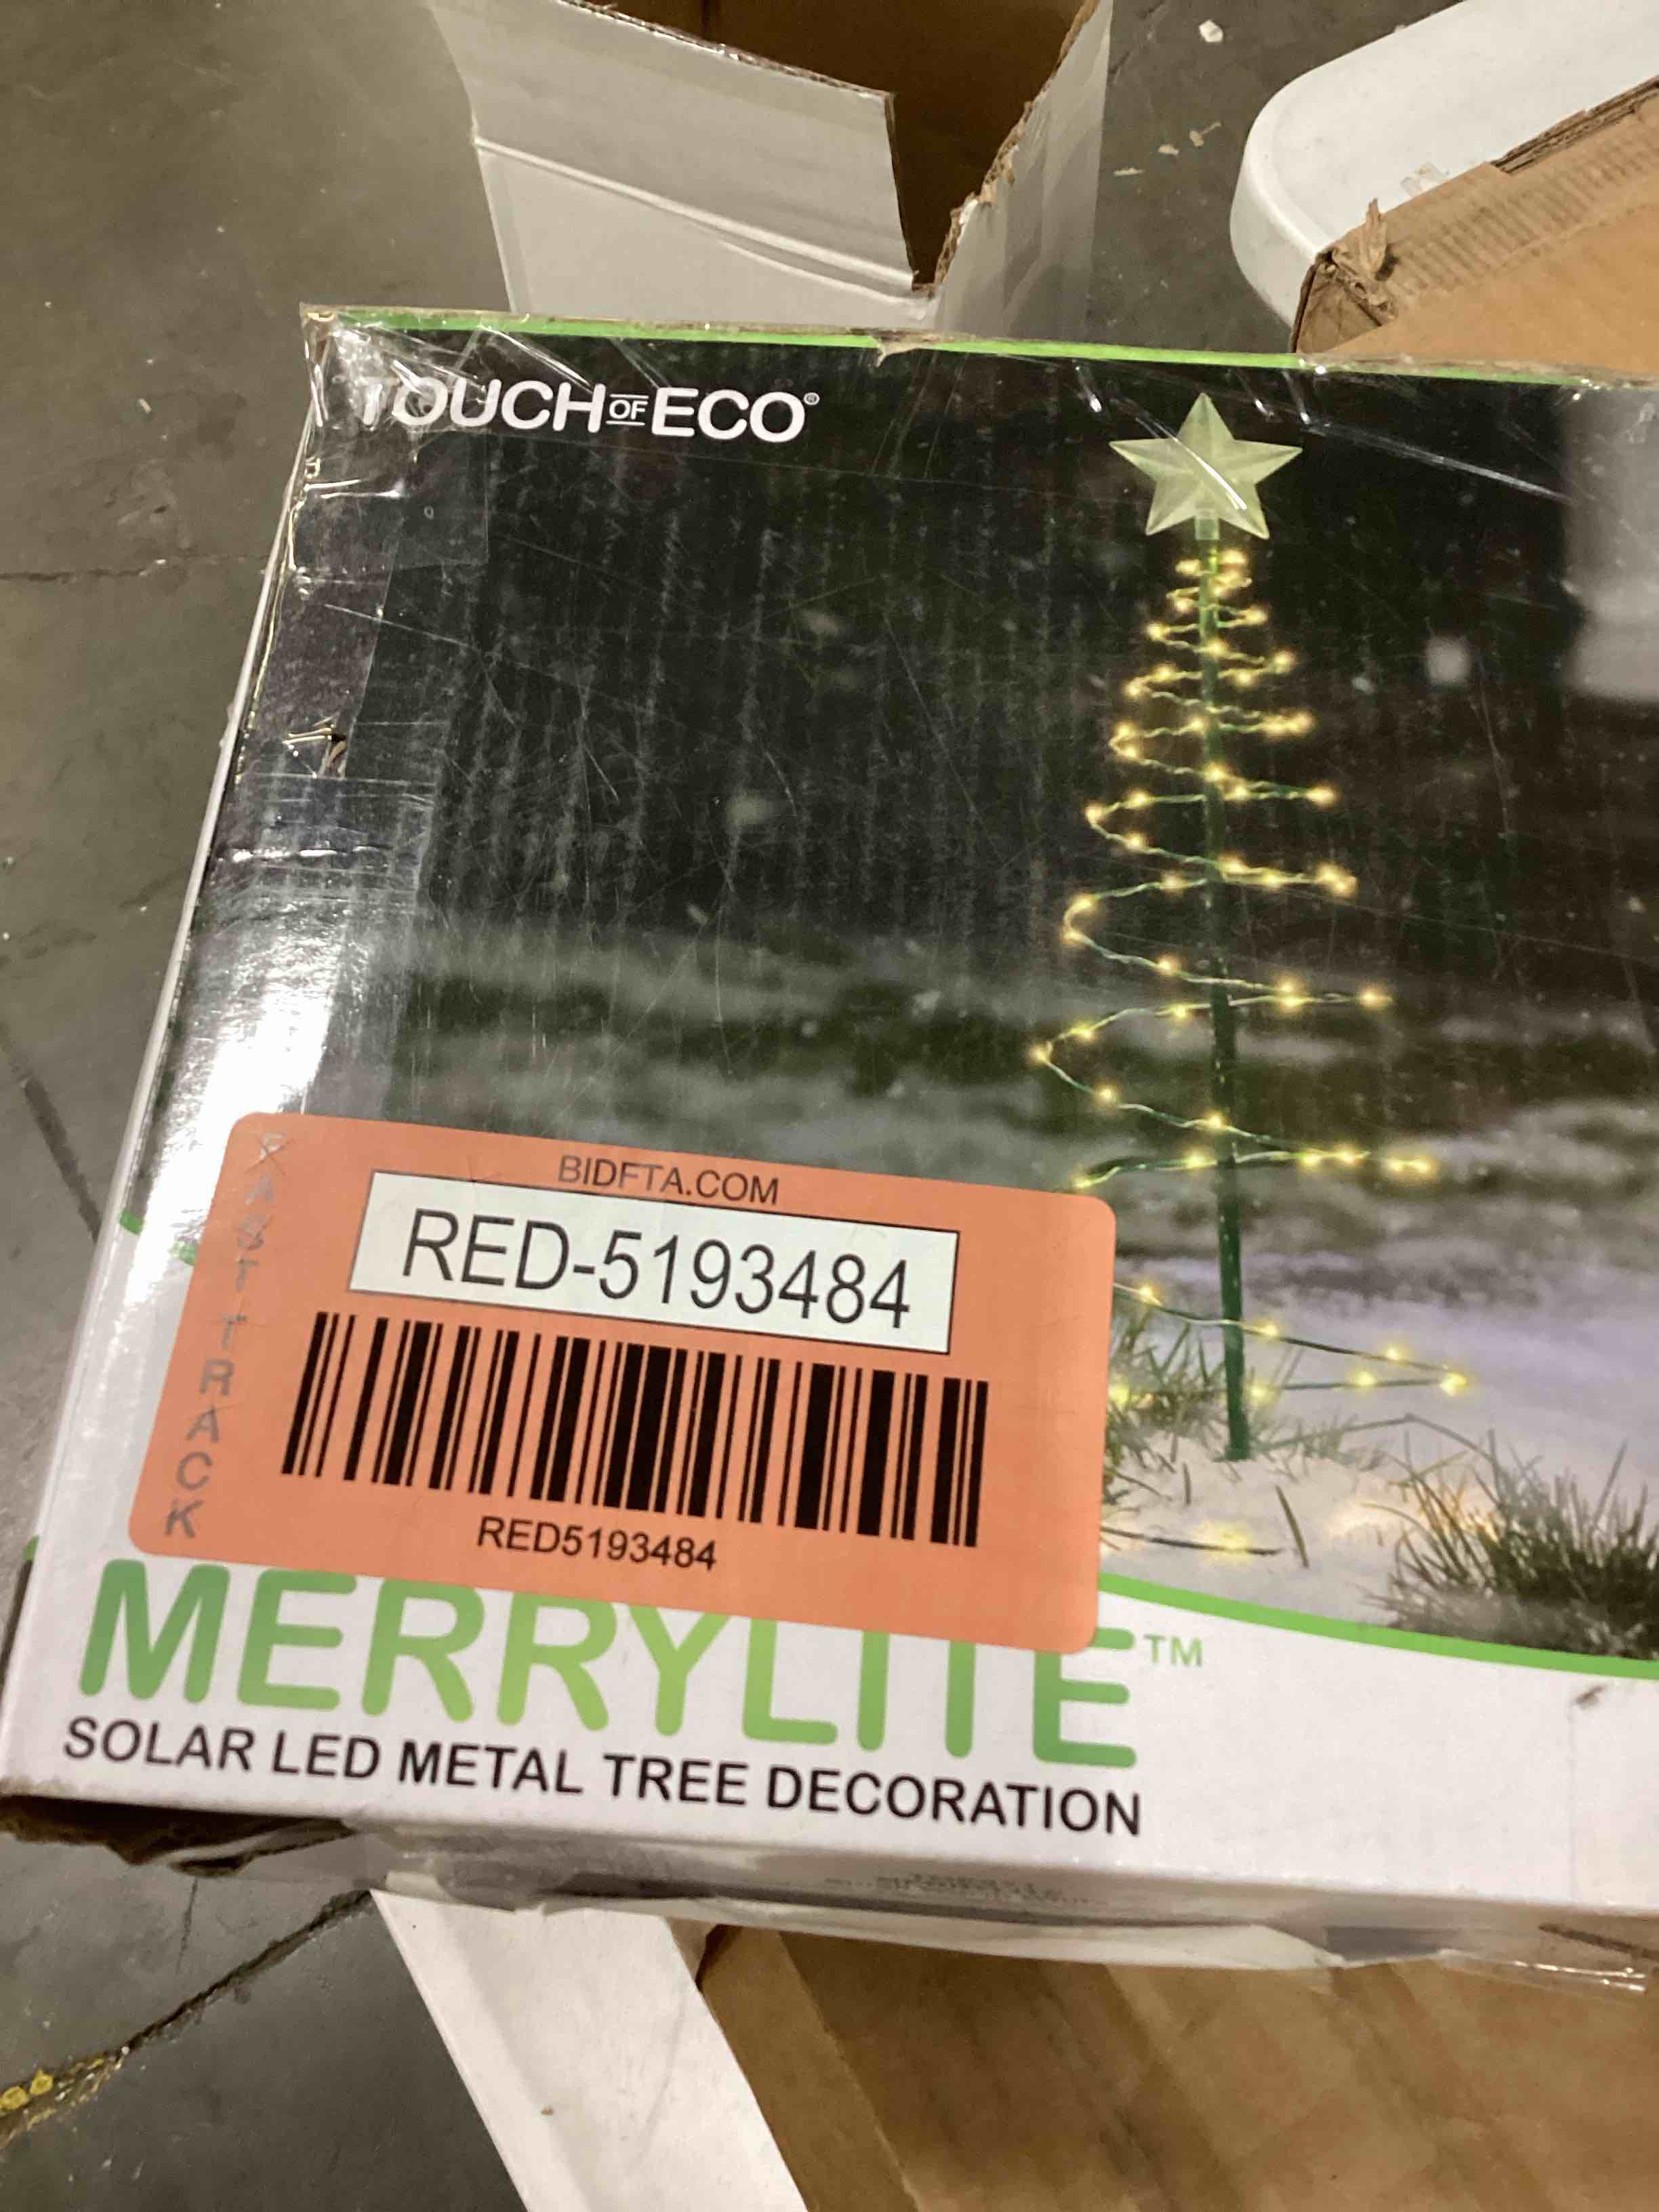 TOUCH OF ECO®
BIDFTA.COM
RED-5193484
FAST TRACK
RED5193484
MERRYLITE™
SOLAR LED METAL TREE DECORATION